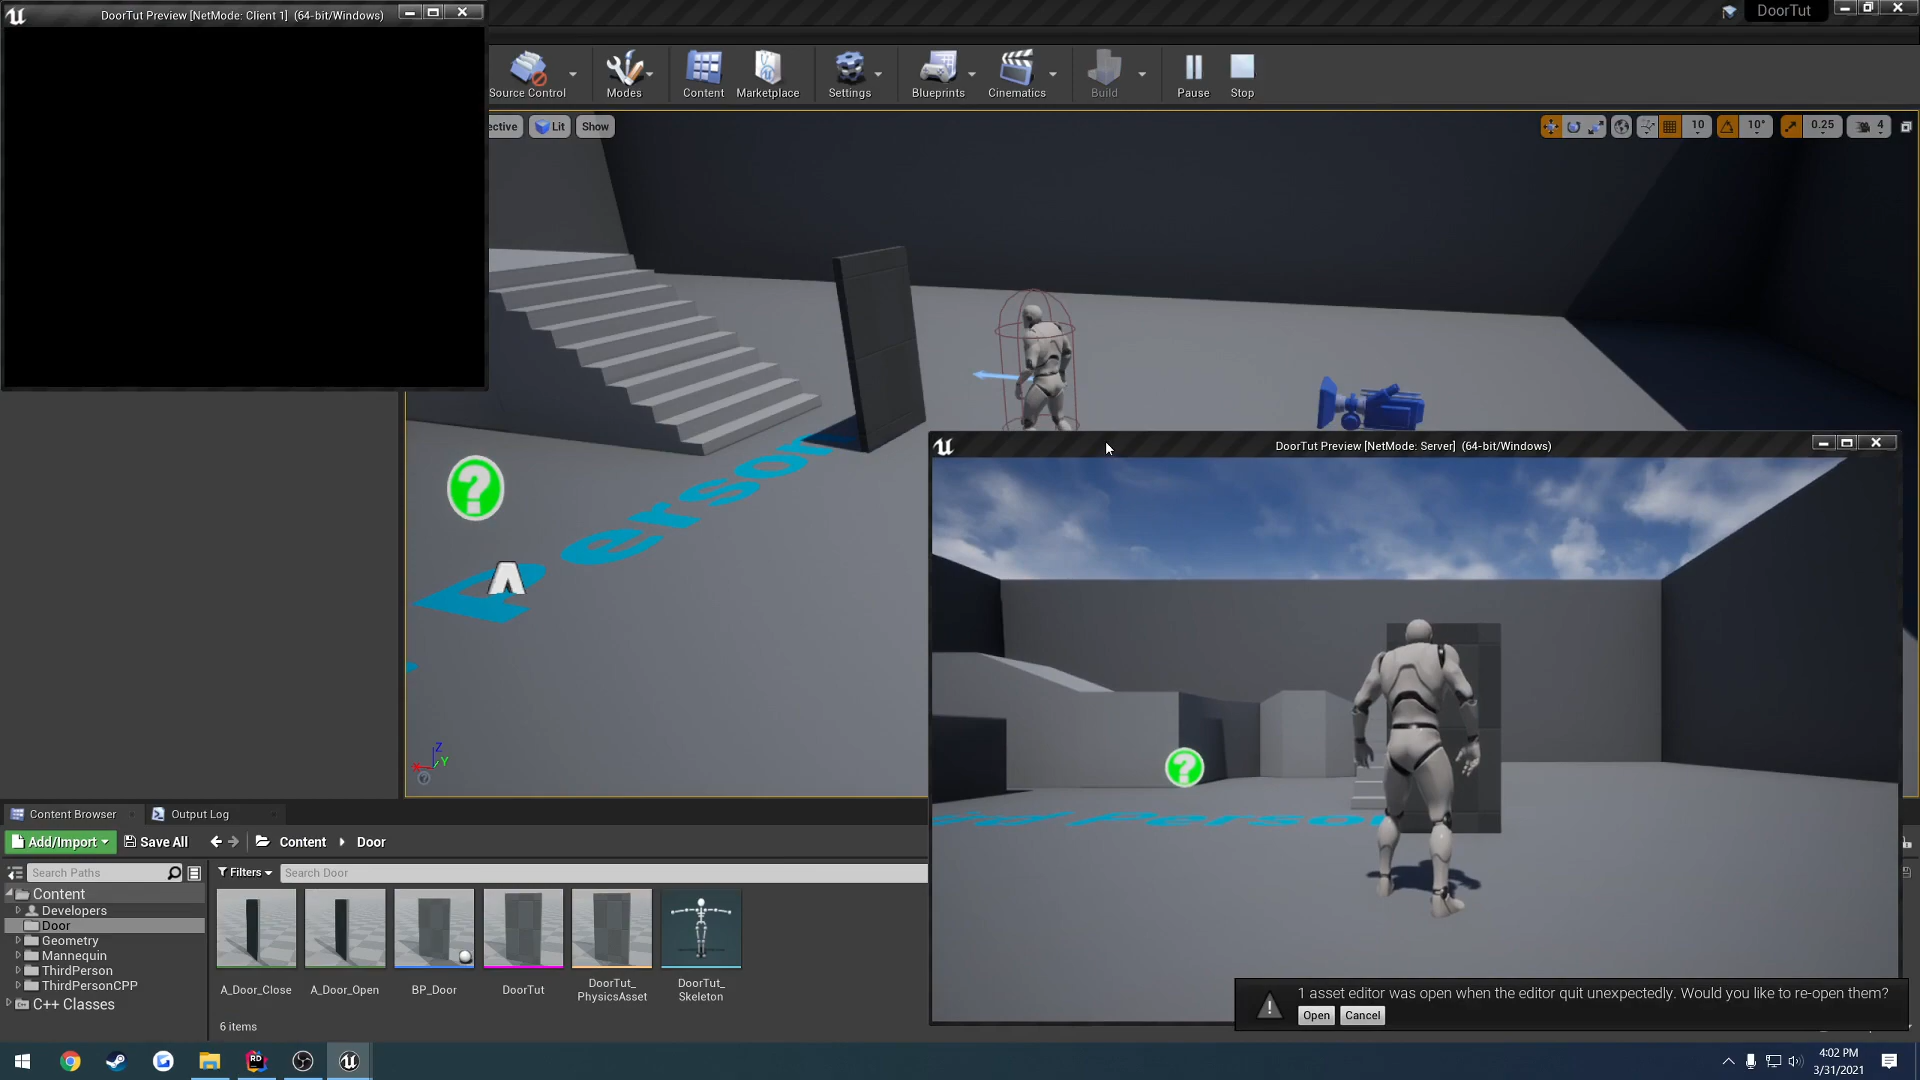 DoorTut Preview [NetMode: Client 1]  (64-bit/Windows)
DoorTut
Source Control
Modes
Content
Marketplace
Settings
Blueprints
Cinematics
Build
Pause
Stop
ective
Lit
Show
10
10°
0.25
4
DoorTut Preview [NetMode: Server]  (64-bit/Windows)
?
erson
Z
Y
X
?
Content Browser
Output Log
Add/Import
Save All
Content
Door
Search Paths
Filters
Search Door
Content
Developers
Door
Geometry
Mannequin
ThirdPerson
ThirdPersonCPP
C++ Classes
A_Door_Close
A_Door_Open
BP_Door
DoorTut
DoorTut_
PhysicsAsset
DoorTut_
Skeleton
6 items
1 asset editor was open when the editor quit unexpectedly. Would you like to re-open them?
Open
Cancel
RD
4:02 PM
3/31/2021